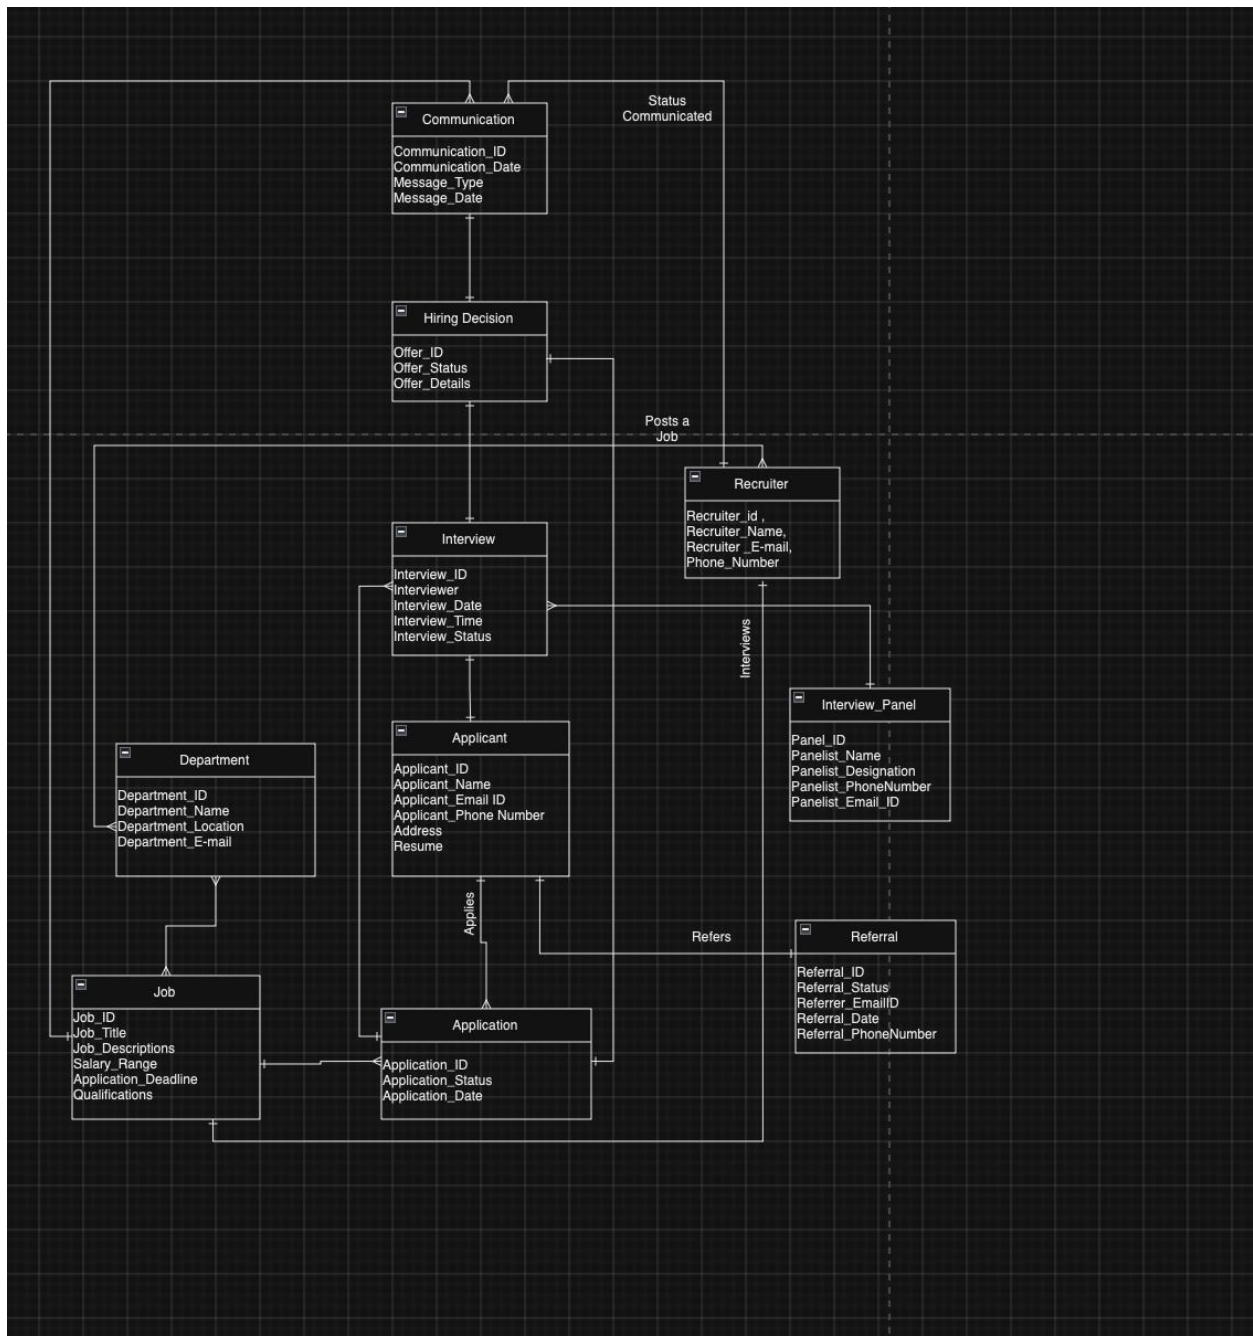 Status
Communicated
Communication
Communication_ID
Communication_Date
Message_Type
Message_Date
Hiring Decision
Offer_ID
Offer_Status
Offer_Details
Posts a
Job
Recruiter
Recruiter_id ,
Recruiter_Name,
Recruiter _E-mail,
Phone_Number
Interview
Interview_ID
Interviewer
Interview_Date
Interview_Time
Interview_Status
Interviews
Interview_Panel
Panel_ID
Panelist_Name
Panelist_Designation
Panelist_PhoneNumber
Panelist_Email_ID
Applicant
Applicant_ID
Applicant_Name
Applicant_Email ID
Applicant_Phone Number
Address
Resume
Department
Department_ID
Department_Name
Department_Location
Department_E-mail
Applies
Refers
Referral
Referral_ID
Referral_Status
Referrer_EmailID
Referral_Date
Referral_PhoneNumber
Job
Job_ID
Job_Title
Job_Descriptions
Salary_Range
Application_Deadline
Qualifications
Application
Application_ID
Application_Status
Application_Date